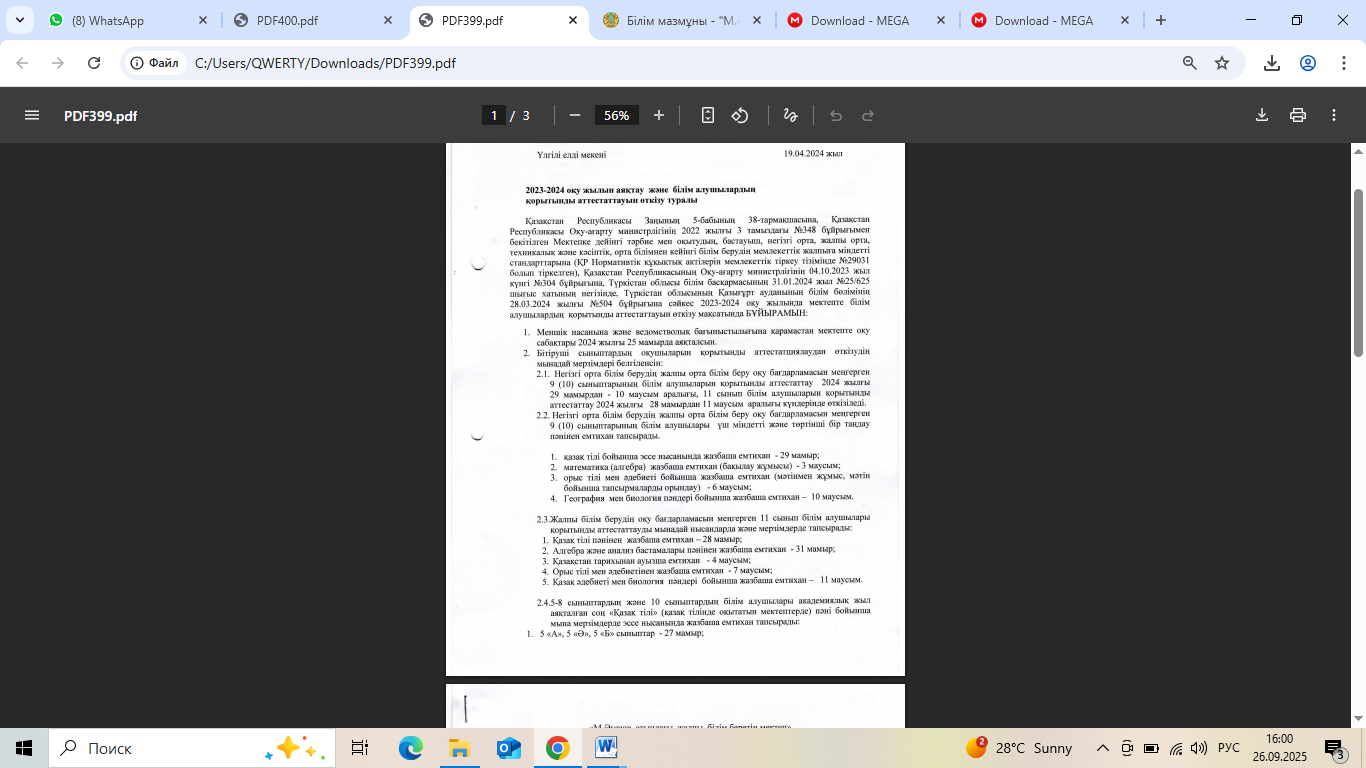 (8) WhatsApp
PDF400.pdf
PDF399.pdf
Білім мазмұны - "М.
Download - MEGA
Download - MEGA
Файл
C:/Users/QWERTY/Downloads/PDF399.pdf
PDF399.pdf
1 / 3
56%
Үлгілі елді мекені 19.04.2024 жыл
2023-2024 оқу жылын аяқтау және білім алушылардың
қорытынды аттестаттауын өткізу туралы
Қазақстан Республикасы Заңының 5-бабының 38-тармақшасына, Қазақстан
Республикасы Оқу-ағарту министрлігінің 2022 жылғы 3 тамыздағы №348 бұйрығымен
бекітілген Мектепке дейінгі тәрбие мен оқытудың, бастауыш, негізгі орта, жалпы орта,
техникалық және кәсіптік, орта білімнен кейінгі білім берудің мемлекеттік жалпыға міндетті
стандарттарына (ҚР Нормативтік құқықтық актілерін мемлекеттік тіркеу тізімінде №29031
болып тіркелген), Қазақстан Рсепубликасының Оқу-ағарту министрлігінің 04.10.2023 жыл
күнгі №304 бұйрығына, Түркістан облысы білім басқармасының 31.01.2024 жыл №25/625
шығыс хатының негізінде, Түркістан облысының Қазығұрт ауданының білім бөлімінің
28.03.2024 жылғы №504 бұйрығына сәйкес 2023-2024 оқу жылында мектепте білім
алушылардың қорытынды аттестаттауын өткізу мақсатында БҰЙЫРАМЫН:
1. Меншік насанына және ведомстволық бағыныстылығына қарамастан мектепте оқу
сабақтары 2024 жылғы 25 мамырда аяқталсын.
2. Бітіруші сыныптардың оқушыларын қорытынды аттестатциялаудан өткізудің
мынадай мерзімдері белгіленсін:
2.1. Негізгі орта білім берудің жалпы орта білім беру оқу бағдарламасын меңгерген
9 (10) сыныптарының білім алушыларын қорытынды аттестаттау 2024 жылғы
29 мамырдан - 10 маусым аралығы, 11 сынып білім алушыларын қорытынды
аттестаттау 2024 жылғы 28 мамырдан 11 маусым аралығы күндерінде өткізіледі.
2.2. Негізгі орта білім берудің жалпы орта білім беру оқу бағдарламасын меңгерген
9 (10) сыныптарының білім алушылары үш міндетті және төртінші бір таңдау
пәнінен емтихан тапсырады.
1. қазақ тілі бойынша эссе нысанында жазбаша емтихан - 29 мамыр;
2. математика (алгебра) жазбаша емтихан (бақылау жұмысы) - 3 маусым;
3. орыс тілі мен әдебиеті бойынша жазбаша емтихан (мәтінмен жұмыс, мәтін
бойынша тапсырмаларды орындау) - 6 маусым;
4. География мен биология пәндері бойынша жазбаша емтихан – 10 маусым.
2.3.Жалпы білім берудің оқу бағдарламасын меңгерген 11 сынып білім алушылары
қорытынды аттестаттауды мынадай нысандарда және мерзімдерде тапсырады:
1. Қазақ тілі пәнінен жазбаша емтихан – 28 мамыр;
2. Алгебра және анализ бастамалары пәнінен жазбаша емтихан - 31 мамыр;
3. Қазақстан тарихынан ауызша емтихан - 4 маусым;
4. Орыс тілі мен әдебиетінен жазбаша емтихан - 7 маусым;
5. Қазақ әдебиеті мен биология пәндері бойынша жазбаша емтихан – 11 маусым.
2.4.5-8 сыныптардың және 10 сыныптардың білім алушылары академиялық жыл
аяқталған соң «Қазақ тілі» (қазақ тілінде оқытатын мектептерде) пәні бойынша
мына мерзімдерде эссе нысанында жазбаша емтихан тапсырады:
1. 5 «А», 5 «Ә», 5 «Б» сыныптар - 27 мамыр;
Поиск
28°C Sunny
РУС
16:00
26.09.2025